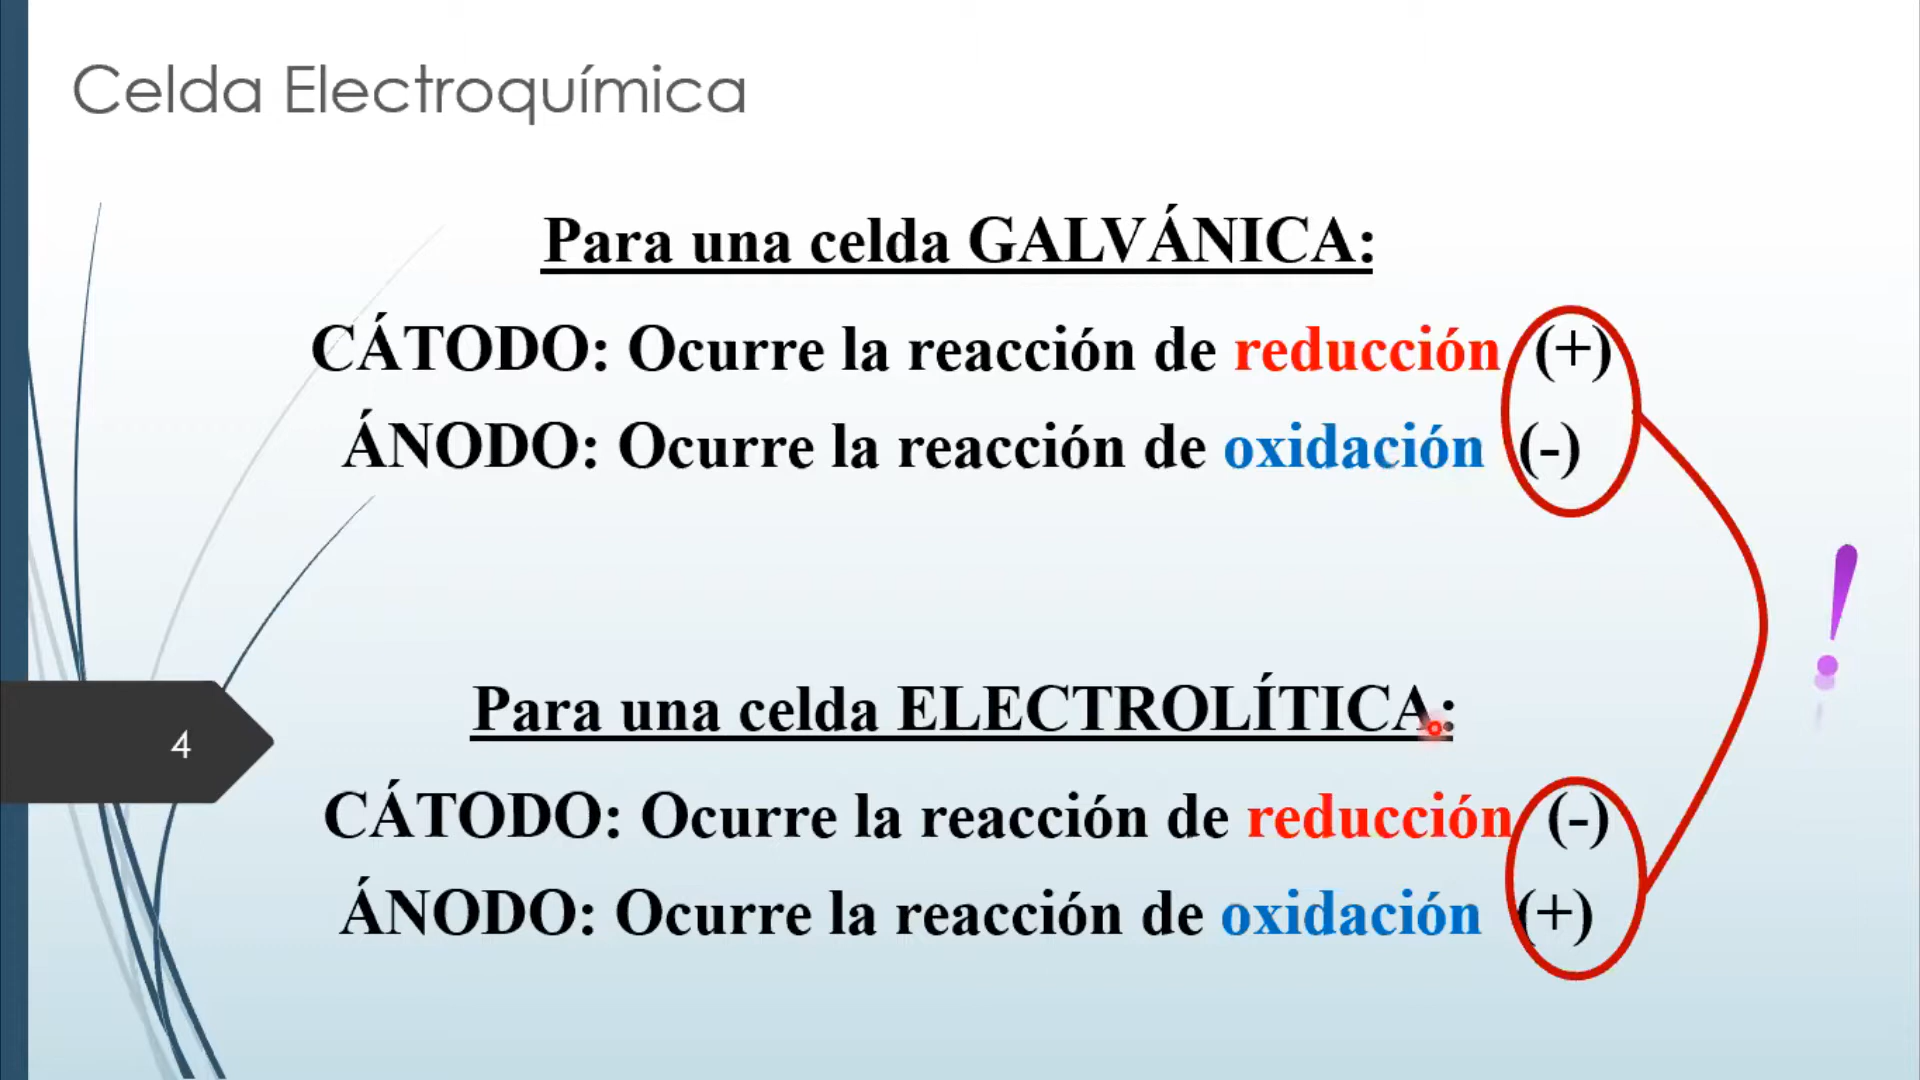 Celda Electroquímica
Para una celda GALVÁNICA:
CÁTODO: Ocurre la reacción de reducción (+)
ÁNODO: Ocurre la reacción de oxidación (-)
!
Para una celda ELECTROLÍTICA:
4
CÁTODO: Ocurre la reacción de reducción (-)
ÁNODO: Ocurre la reacción de oxidación (+)